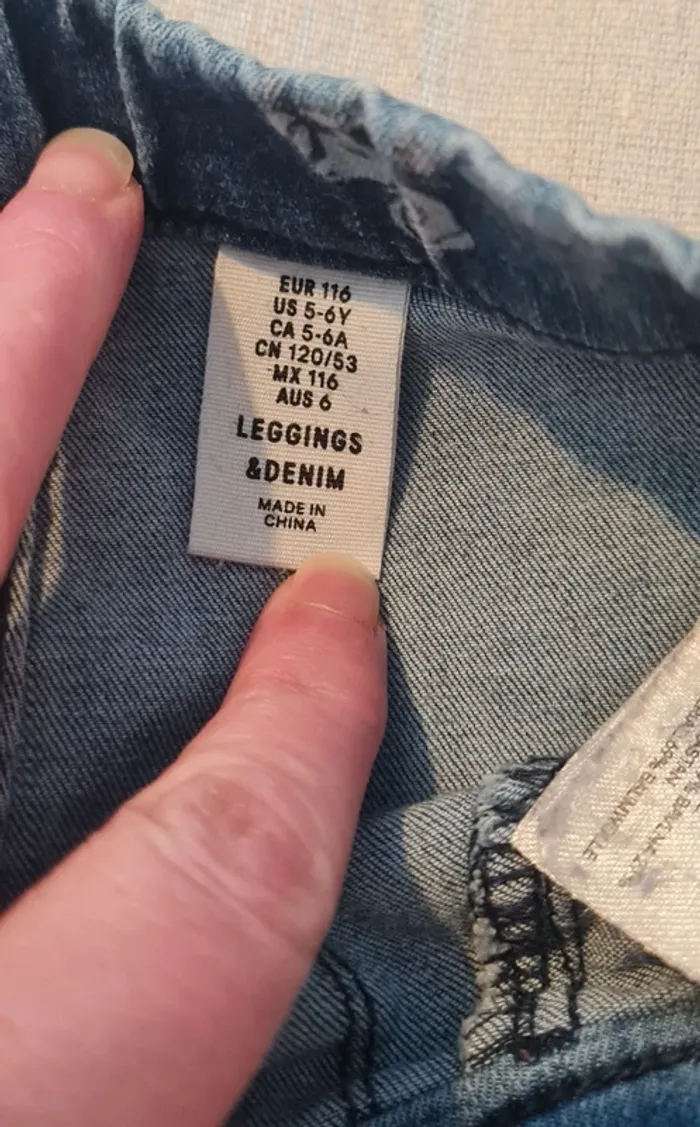 EUR 116
US 5-6Y
CA 5-6A
CN 120/53
MX 116
AUS 6
LEGGINGS
&DENIM
MADE IN
CHINA
BAUMWOLLE